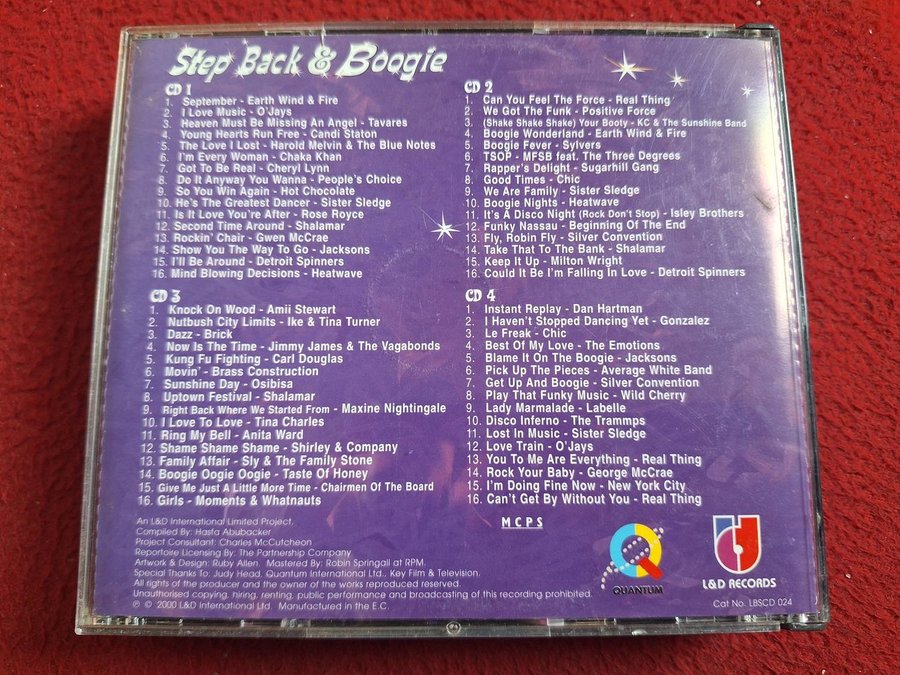 Step Back & Boogie
CD 1
1. September - Earth Wind & Fire
2. I Love Music - O'Jays
3. Heaven Must Be Missing An Angel - Tavares
4. Young Hearts Run Free - Candi Staton
5. The Love I Lost - Harold Melvin & The Blue Notes
6. I'm Every Woman - Chaka Khan
7. Got To Be Real - Cheryl Lynn
8. Do It Anyway You Wanna - People's Choice
9. So You Win Again - Hot Chocolate
10. He's The Greatest Dancer - Sister Sledge
11. Is It Love You're After - Rose Royce
12. Second Time Around - Shalamar
13. Rockin' Chair - Gwen McCrae
14. Show You The Way To Go - Jacksons
15. I'll Be Around - Detroit Spinners
16. Mind Blowing Decisions - Heatwave
CD 2
1. Can You Feel The Force - Real Thing
2. We Got The Funk - Positive Force
3. (Shake Shake Shake) Your Booty - KC & The Sunshine Band
4. Boogie Wonderland - Earth Wind & Fire
5. Boogie Fever - Sylvers
6. TSOP - MFSB feat. The Three Degrees
7. Rapper's Delight - Sugarhill Gang
8. Good Times - Chic
9. We Are Family - Sister Sledge
10. Boogie Nights - Heatwave
11. It's A Disco Night (Rock Don't Stop) - Isley Brothers
12. Funky Nassau - Beginning Of The End
13. Fly, Robin Fly - Silver Convention
14. Take That To The Bank - Shalamar
15. Keep It Up - Milton Wright
16. Could It Be I'm Falling In Love - Detroit Spinners
CD 3
1. Knock On Wood - Amii Stewart
2. Nutbush City Limits - Ike & Tina Turner
3. Dazz - Brick
4. Now Is The Time - Jimmy James & The Vagabonds
5. Kung Fu Fighting - Carl Douglas
6. Movin' - Brass Construction
7. Sunshine Day - Osibisa
8. Uptown Festival - Shalamar
9. Right Back Where We Started From - Maxine Nightingale
10. I Love To Love - Tina Charles
11. Ring My Bell - Anita Ward
12. Shame Shame Shame - Shirley & Company
13. Family Affair - Sly & The Family Stone
14. Boogie Oogie Oogie - Taste Of Honey
15. Give Me Just A Little More Time - Chairmen Of The Board
16. Girls - Moments & Whatnauts
CD 4
1. Instant Replay - Dan Hartman
2. I Haven't Stopped Dancing Yet - Gonzalez
3. Le Freak - Chic
4. Best Of My Love - The Emotions
5. Blame It On The Boogie - Jacksons
6. Pick Up The Pieces - Average White Band
7. Get Up And Boogie - Silver Convention
8. Play That Funky Music - Wild Cherry
9. Lady Marmalade - Labelle
10. Disco Inferno - The Trammps
11. Lost In Music - Sister Sledge
12. Love Train - O'Jays
13. You To Me Are Everything - Real Thing
14. Rock Your Baby - George McCrae
15. I'm Doing Fine Now - New York City
16. Can't Get By Without You - Real Thing
An L&D International Limited Project.
Compiled By: Hasfa Abubacker
Project Consultant: Charles McCutcheon
Repertoire Licensing By: The Partnership Company
Artwork & Design: Ruby Allen. Mastered By: Robin Springall at RPM.
Special Thanks To: Judy Head, Quantum International Ltd., Key Film & Television.
All rights of the producer and the owner of the works reproduced reserved.
Unauthorised copying, hiring, renting, public performance and broadcasting of this recording prohibited.
℗ © 2000 L&D International Ltd. Manufactured in the E.C.
MCPS
QUANTUM
L&D RECORDS
Cat No. LBSCD 024